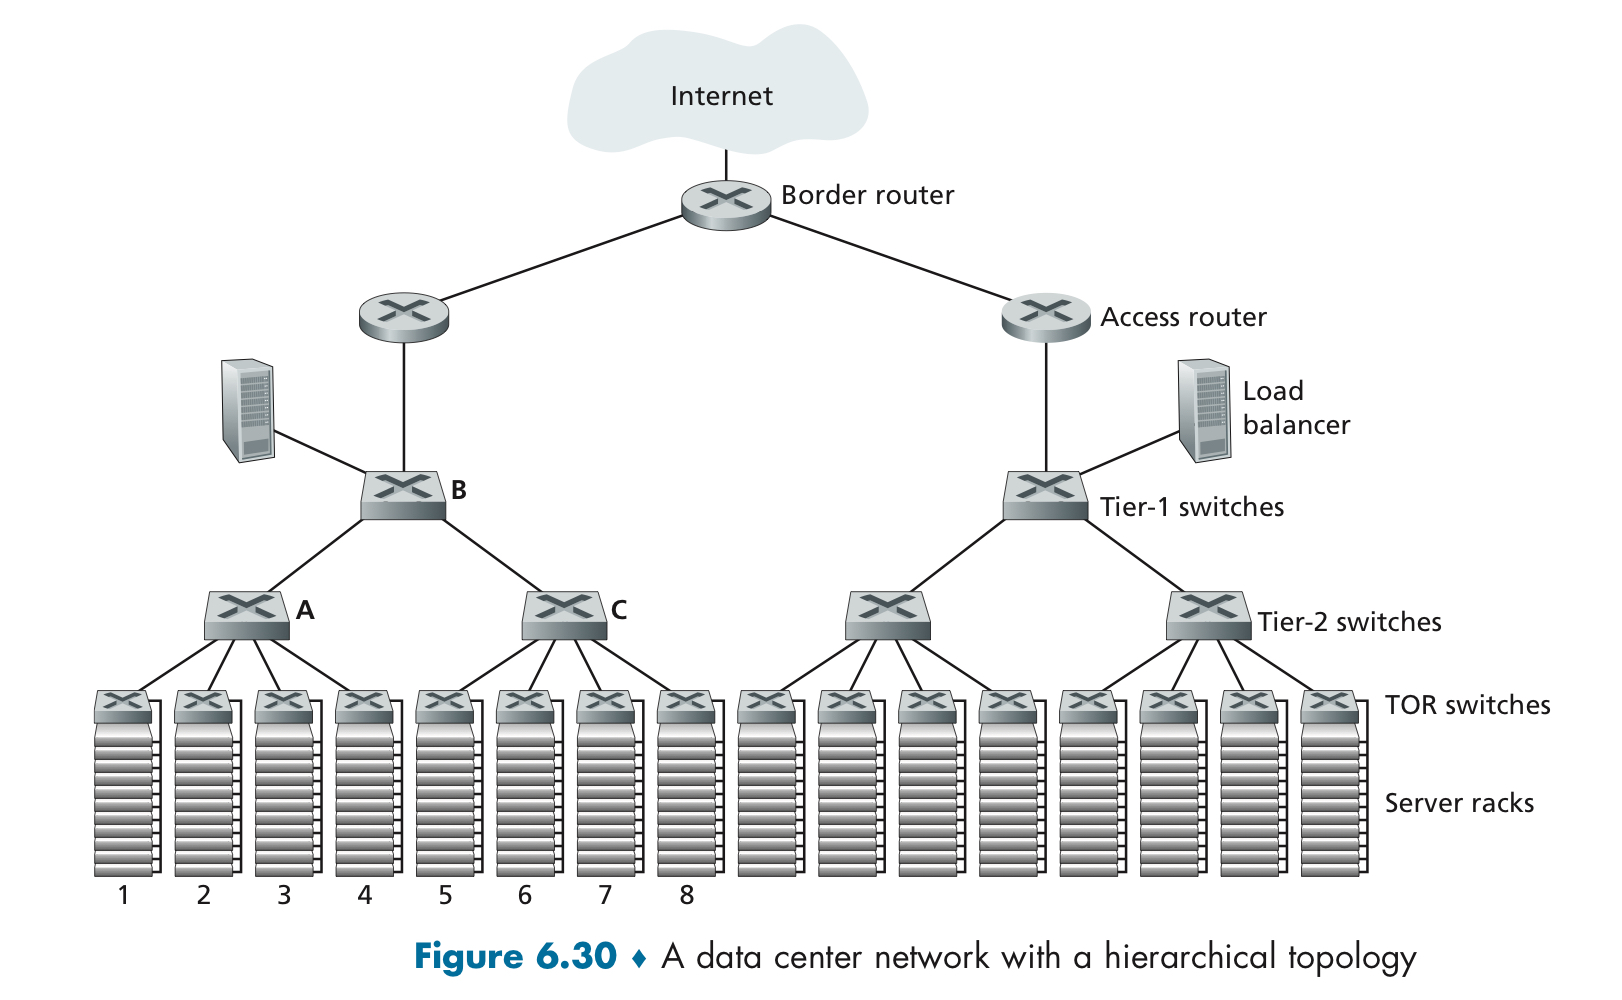 Internet
Border router
Access router
Load
balancer
B
Tier-1 switches
A
C
Tier-2 switches
TOR switches
Server racks
1 2 3 4 5 6 7 8
Figure 6.30 ♦ A data center network with a hierarchical topology